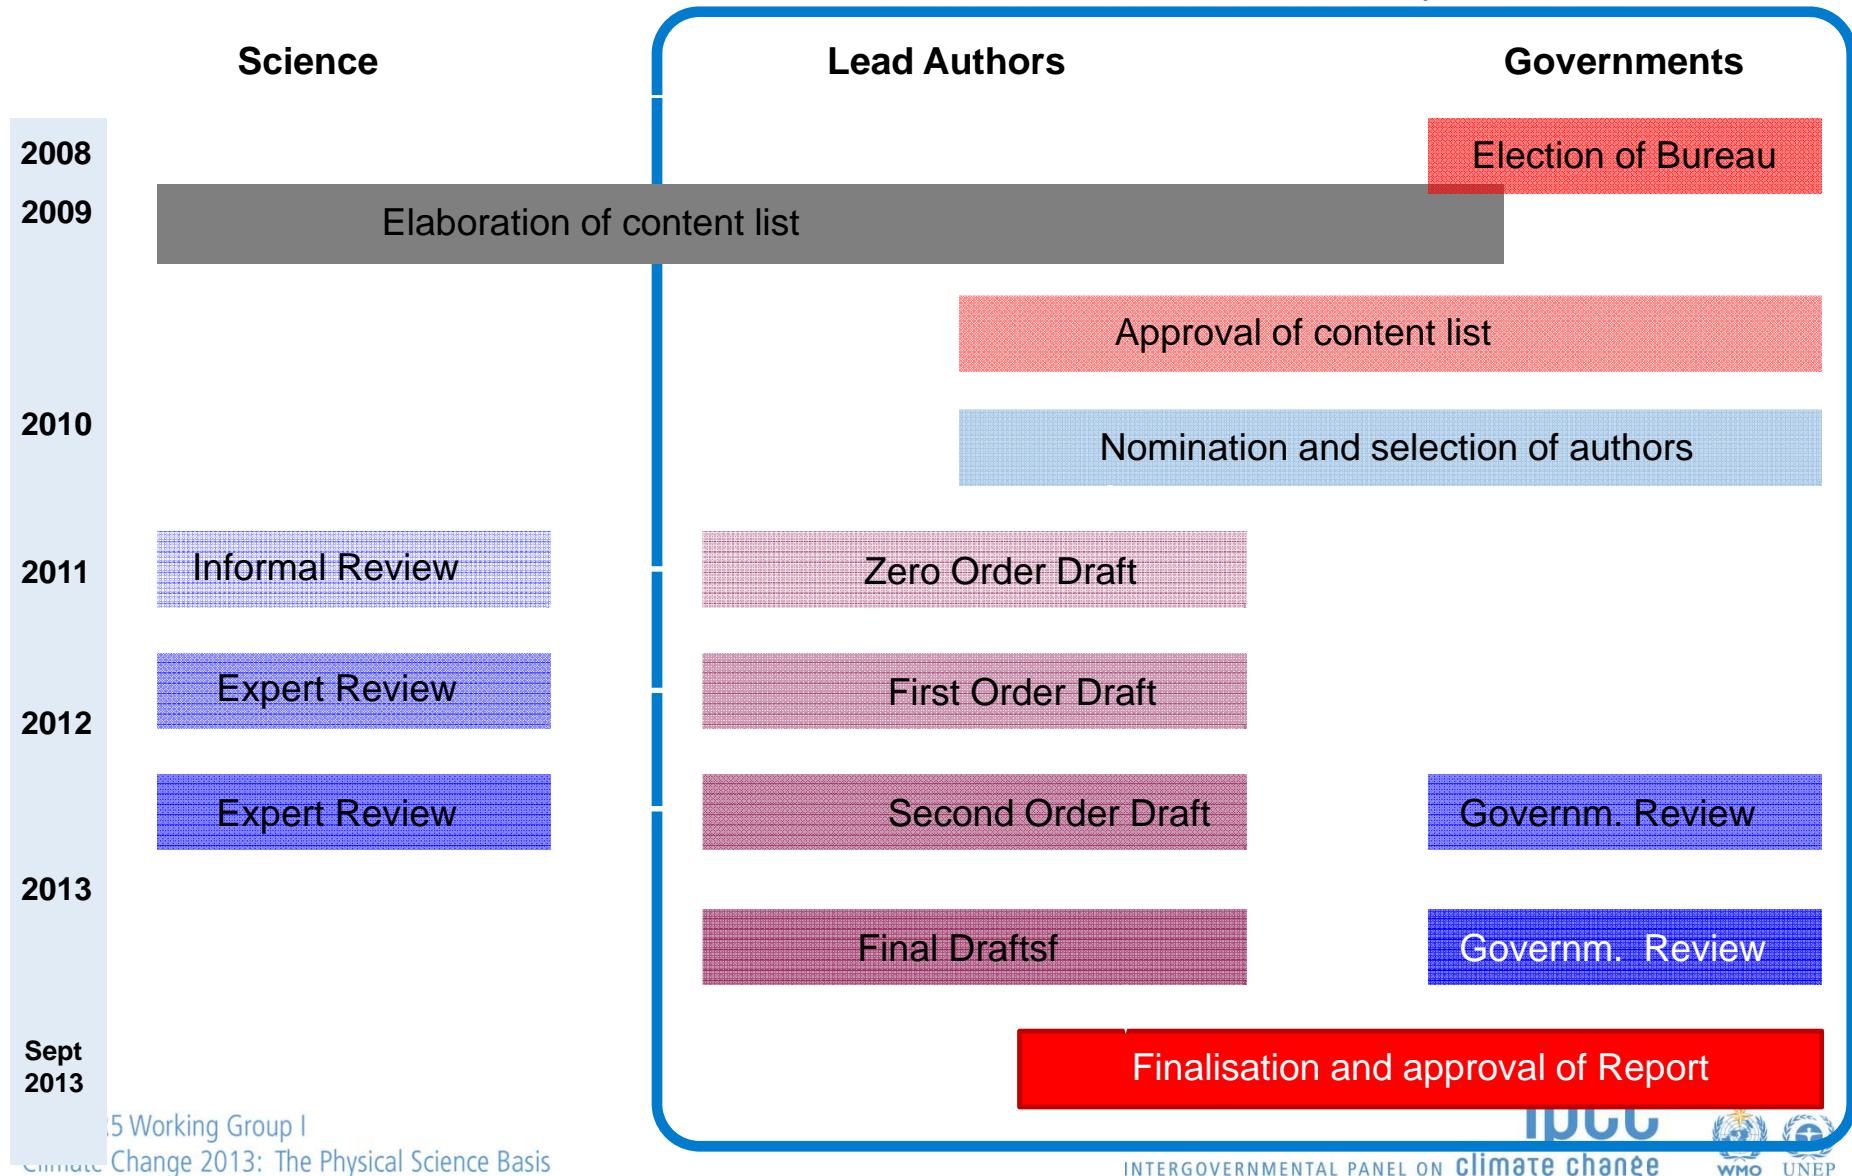 Science Lead Authors Governments
2008 Election of Bureau
2009 Elaboration of content list
Approval of content list
2010 Nomination and selection of authors
2011 Informal Review Zero Order Draft
Expert Review First Order Draft
2012
Expert Review Second Order Draft Governm. Review
2013
Final Draftsf Governm. Review
Sept
2013
Finalisation and approval of Report
5 Working Group I
Climate Change 2013: The Physical Science Basis
ipcc
INTERGOVERNMENTAL PANEL ON climate change
WMO UNEP